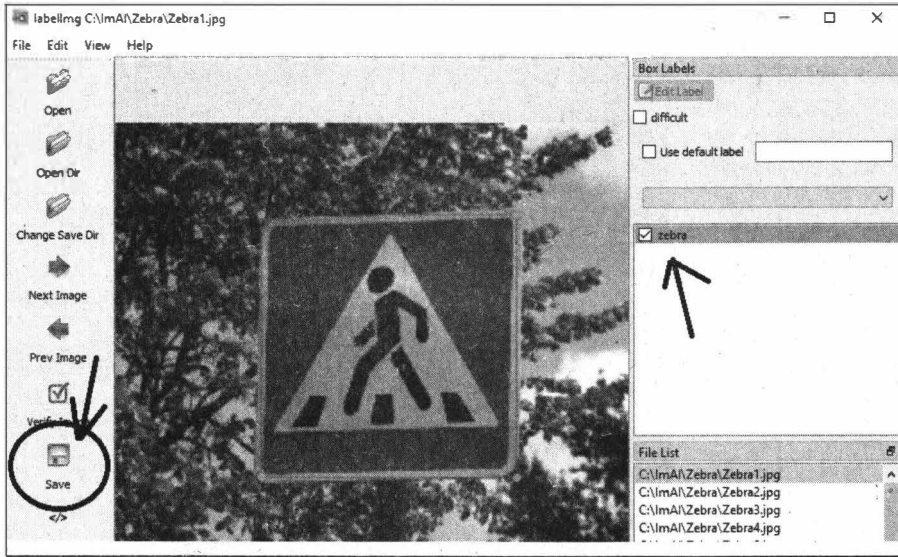 labelImg C:\ImAI\Zebra\Zebra1.jpg
File Edit View Help
Open
Open Dir
Change Save Dir
Next Image
Prev Image
Save
</>
Box Labels
Edit Label
difficult
Use default label
zebra
File List
C:\ImAI\Zebra\Zebra1.jpg
C:\ImAI\Zebra\Zebra2.jpg
C:\ImAI\Zebra\Zebra3.jpg
C:\ImAI\Zebra\Zebra4.jpg